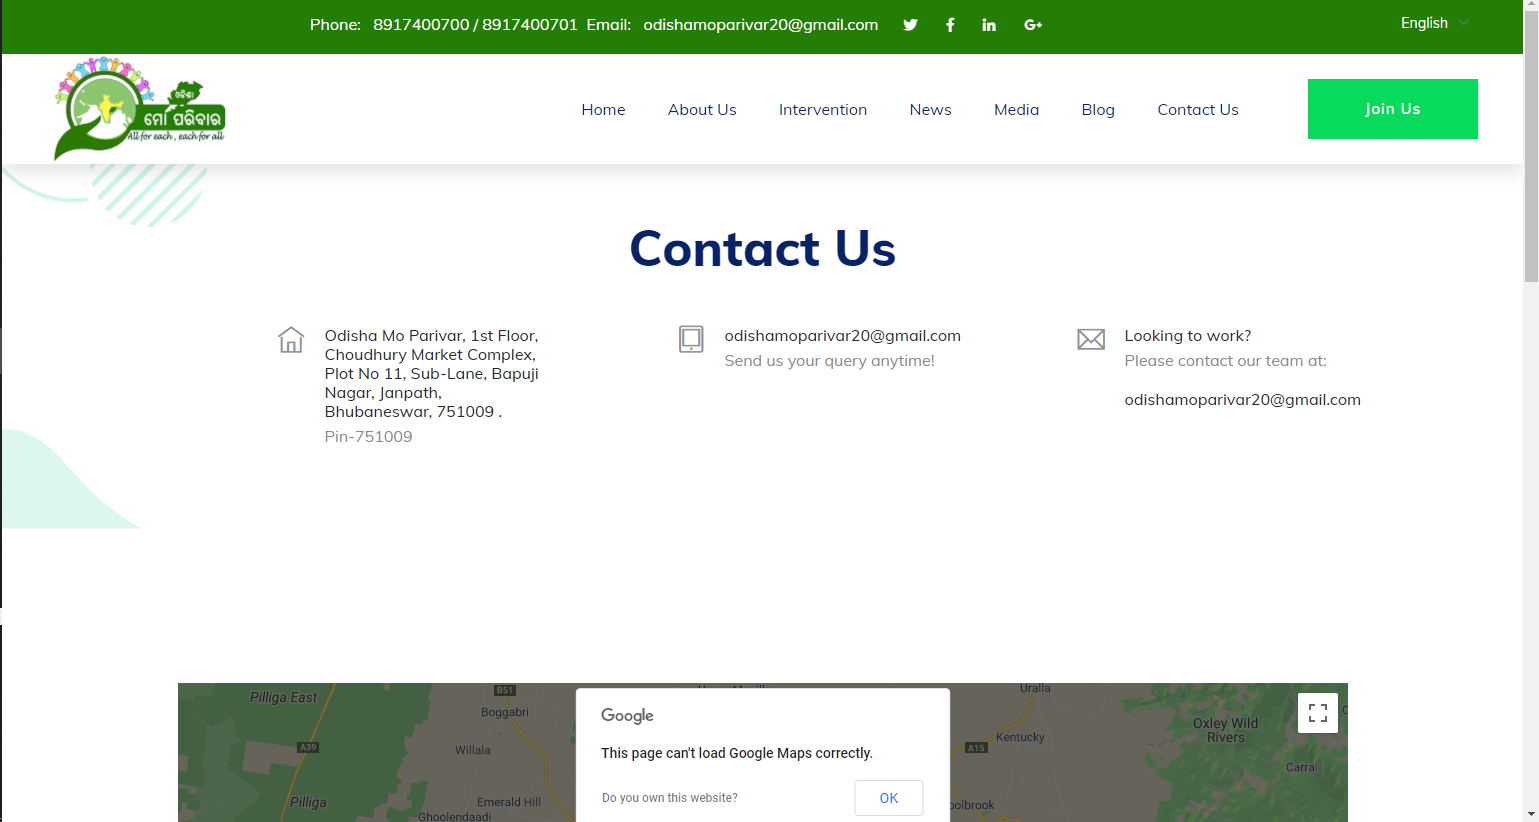 Phone: 8917400700 / 8917400701 Email: odishamoparivar20@gmail.com
English
ଓଡ଼ିଶା
ମୋ ପରିବାର
All for each, each for all
Home About Us Intervention News Media Blog Contact Us
Join Us
Contact Us
Odisha Mo Parivar, 1st Floor,
Choudhury Market Complex,
Plot No 11, Sub-Lane, Bapuji
Nagar, Janpath,
Bhubaneswar, 751009 .
Pin-751009
odishamoparivar20@gmail.com
Send us your query anytime!
Looking to work?
Please contact our team at:
odishamoparivar20@gmail.com
Pilliga East
B51
Boggabri
A39
Willala
Pilliga
Emerald Hill
Ghoolendaadi
Google
This page can't load Google Maps correctly.
Do you own this website?
OK
Uralla
Kentucky
A15
Oxley Wild
Rivers
Carrai